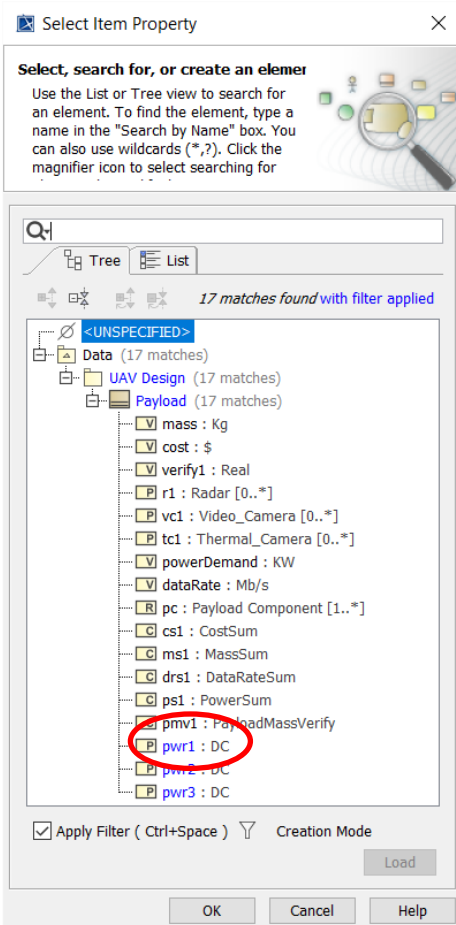 Select Item Property
Select, search for, or create an elemer
Use the List or Tree view to search for
an element. To find the element, type a
name in the "Search by Name" box. You
can also use wildcards (*,?). Click the
magnifier icon to select searching for
Tree List
17 matches found with filter applied
<UNSPECIFIED>
Data (17 matches)
UAV Design (17 matches)
Payload (17 matches)
V mass : Kg
V cost : $
V verify1 : Real
P r1 : Radar [0..*]
P vc1 : Video_Camera [0..*]
P tc1 : Thermal_Camera [0..*]
V powerDemand : KW
V dataRate : Mb/s
R pc : Payload Component [1..*]
C cs1 : CostSum
C ms1 : MassSum
C drs1 : DataRateSum
C ps1 : PowerSum
C pmv1 : PayloadMassVerify
P pwr1 : DC
P pwr2 : DC
P pwr3 : DC
Apply Filter ( Ctrl+Space ) Creation Mode
Load
OK Cancel Help